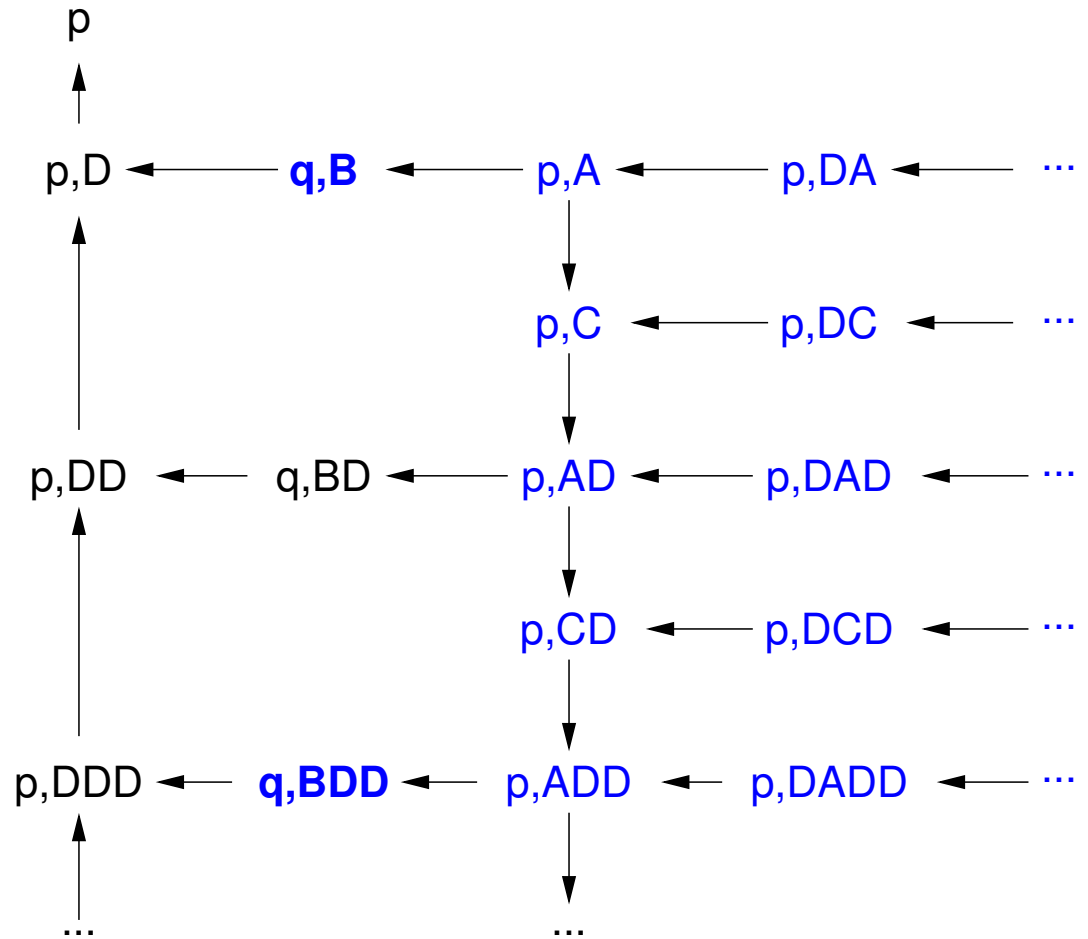 p
p,D q,B p,A p,DA ...
p,C p,DC ...
p,DD q,BD p,AD p,DAD ...
p,CD p,DCD ...
p,DDD q,BDD p,ADD p,DADD ...
... ...